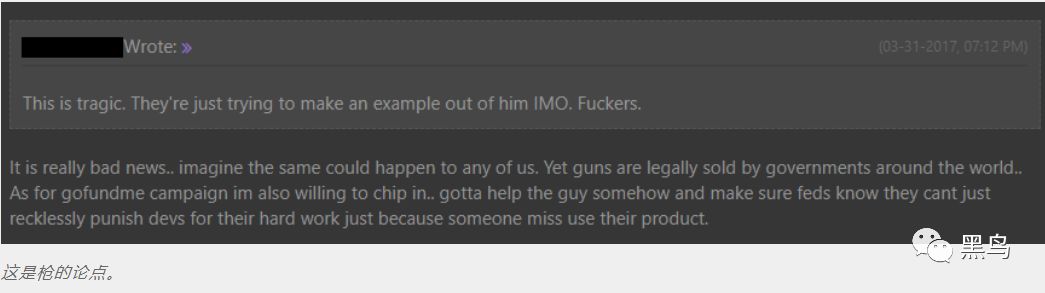 Wrote: »
(03-31-2017, 07:12 PM)
This is tragic. They're just trying to make an example out of him IMO. Fuckers.
It is really bad news.. imagine the same could happen to any of us. Yet guns are legally sold by governments around the world..
As for gofundme campaign im also willing to chip in.. gotta help the guy somehow and make sure feds know they cant just
recklessly punish devs for their hard work just because someone miss use their product.
黑鸟
这是枪的论点。